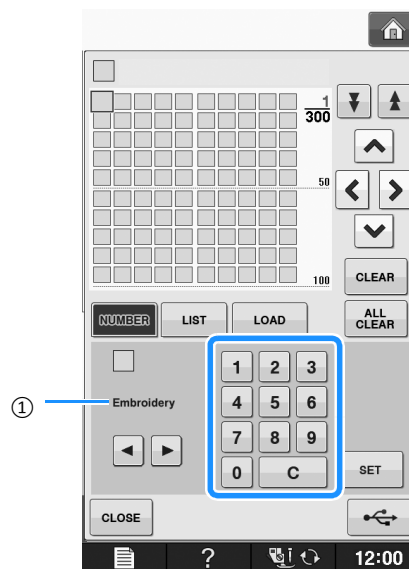 1
300
50
100
CLEAR
NUMBER LIST LOAD
ALL
CLEAR
1 2 3
① Embroidery
4 5 6
7 8 9
0 C
SET
CLOSE
? 12:00